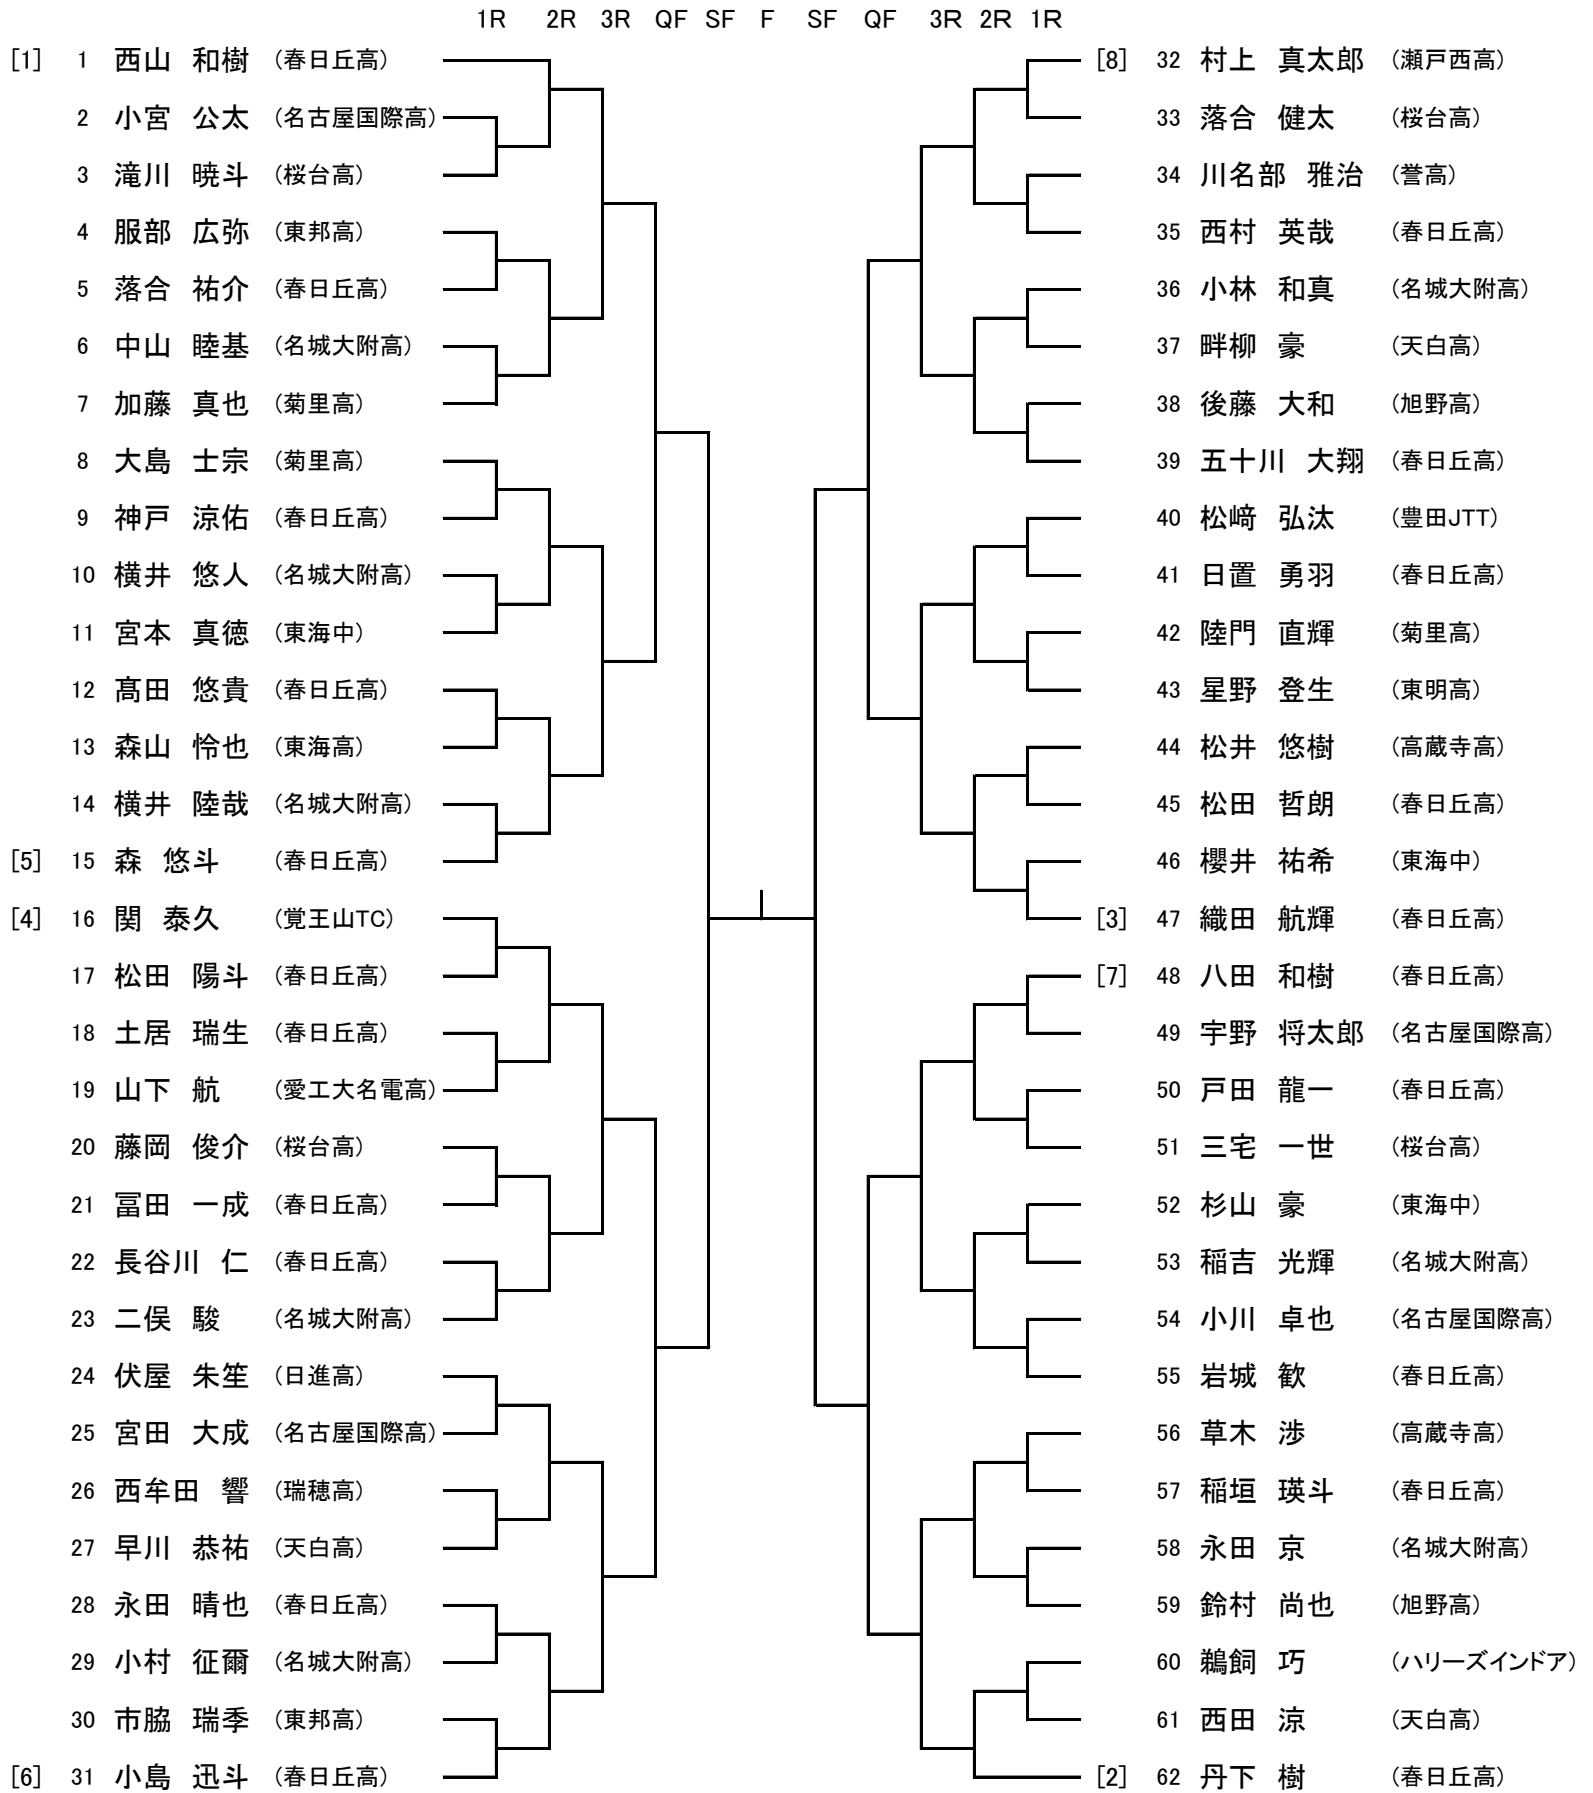 1R 2R 3R QF SF F SF QF 3R 2R 1R
[1] 1 西山 和樹 (春日丘高)
2 小宮 公太 (名古屋国際高)
3 滝川 暁斗 (桜台高)
4 服部 広弥 (東邦高)
5 落合 祐介 (春日丘高)
6 中山 睦基 (名城大附高)
7 加藤 真也 (菊里高)
8 大島 士宗 (菊里高)
9 神戸 涼佑 (春日丘高)
10 横井 悠人 (名城大附高)
11 宮本 真徳 (東海中)
12 髙田 悠貴 (春日丘高)
13 森山 怜也 (東海高)
14 横井 陸哉 (名城大附高)
[5] 15 森 悠斗 (春日丘高)
[4] 16 関 泰久 (覚王山TC)
17 松田 陽斗 (春日丘高)
18 土居 瑞生 (春日丘高)
19 山下 航 (愛工大名電高)
20 藤岡 俊介 (桜台高)
21 冨田 一成 (春日丘高)
22 長谷川 仁 (春日丘高)
23 二俣 駿 (名城大附高)
24 伏屋 朱笙 (日進高)
25 宮田 大成 (名古屋国際高)
26 西牟田 響 (瑞穂高)
27 早川 恭祐 (天白高)
28 永田 晴也 (春日丘高)
29 小村 征爾 (名城大附高)
30 市脇 瑞季 (東邦高)
[6] 31 小島 迅斗 (春日丘高)
[8] 32 村上 真太郎 (瀬戸西高)
33 落合 健太 (桜台高)
34 川名部 雅治 (誉高)
35 西村 英哉 (春日丘高)
36 小林 和真 (名城大附高)
37 畔柳 豪 (天白高)
38 後藤 大和 (旭野高)
39 五十川 大翔 (春日丘高)
40 松﨑 弘汰 (豊田JTT)
41 日置 勇羽 (春日丘高)
42 陸門 直輝 (菊里高)
43 星野 登生 (東明高)
44 松井 悠樹 (高蔵寺高)
45 松田 哲朗 (春日丘高)
46 櫻井 祐希 (東海中)
[3] 47 織田 航輝 (春日丘高)
[7] 48 八田 和樹 (春日丘高)
49 宇野 将太郎 (名古屋国際高)
50 戸田 龍一 (春日丘高)
51 三宅 一世 (桜台高)
52 杉山 豪 (東海中)
53 稲吉 光輝 (名城大附高)
54 小川 卓也 (名古屋国際高)
55 岩城 歓 (春日丘高)
56 草木 渉 (高蔵寺高)
57 稲垣 瑛斗 (春日丘高)
58 永田 京 (名城大附高)
59 鈴村 尚也 (旭野高)
60 鵜飼 巧 (ハリーズインドア)
61 西田 涼 (天白高)
[2] 62 丹下 樹 (春日丘高)